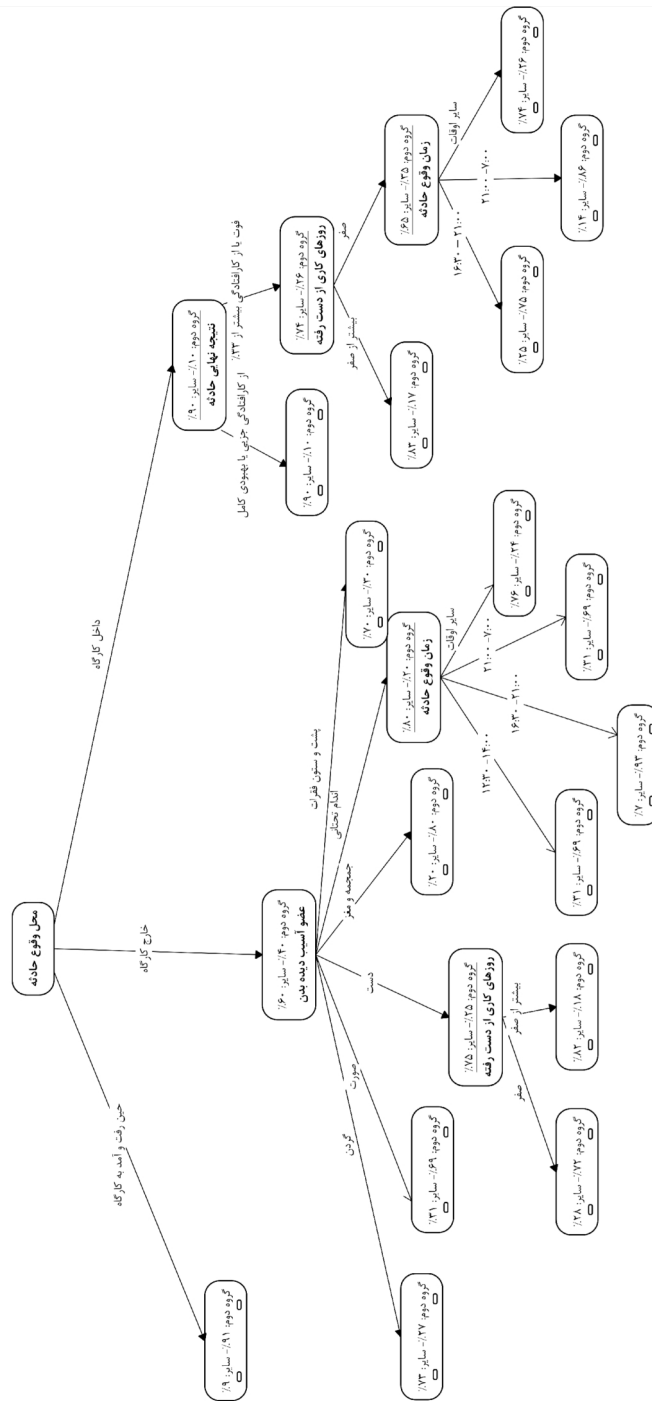 محل وقوع حادثه
حین رفت و آمد به کارگاه
خارج کارگاه
داخل کارگاه
گروه دوم: ۹۱٪- سایر: ۹٪
گروه دوم: ۴۰٪- سایر: ۶۰٪
عضو آسیب دیده بدن
گروه دوم: ۱۰٪- سایر: ۹۰٪
نتیجه نهایی حادثه
گردن
صورت
دست
جمجمه و مغز
اندام تحتانی
پشت و ستون فقرات
از کارافتادگی جزیی یا بهبودی کامل
فوت یا از کارافتادگی بیشتر از ۳۳٪
گروه دوم: ۲۷٪- سایر: ۷۳٪
گروه دوم: ۶۹٪- سایر: ۳۱٪
گروه دوم: ۲۵٪- سایر: ۷۵٪
روزهای کاری از دست رفته
گروه دوم: ۸۰٪- سایر: ۲۰٪
گروه دوم: ۲۰٪- سایر: ۸۰٪
زمان وقوع حادثه
گروه دوم: ۳۰٪- سایر: ۷۰٪
گروه دوم: ۱۰٪- سایر: ۹۰٪
گروه دوم: ۲۶٪- سایر: ۷۴٪
روزهای کاری از دست رفته
صفر
بیشتر از صفر
۱۲:۳۰ -۱۴:۰۰
۱۶:۳۰ -۲۱:۰۰
۲۱:۰۰ -۷:۰۰
سایر اوقات
بیشتر از صفر
صفر
گروه دوم: ۷۲٪- سایر: ۲۸٪
گروه دوم: ۱۸٪- سایر: ۸۲٪
گروه دوم: ۶۹٪- سایر: ۳۱٪
گروه دوم: ۹۳٪- سایر: ۷٪
گروه دوم: ۶۹٪- سایر: ۳۱٪
گروه دوم: ۲۴٪- سایر: ۷۶٪
گروه دوم: ۱۷٪- سایر: ۸۳٪
گروه دوم: ۳۵٪- سایر: ۶۵٪
زمان وقوع حادثه
۱۶:۳۰ – ۲۱:۰۰
۲۱:۰۰ -۷:۰۰
سایر اوقات
گروه دوم: ۷۵٪- سایر: ۲۵٪
گروه دوم: ۸۶٪- سایر: ۱۴٪
گروه دوم: ۲۶٪- سایر: ۷۴٪